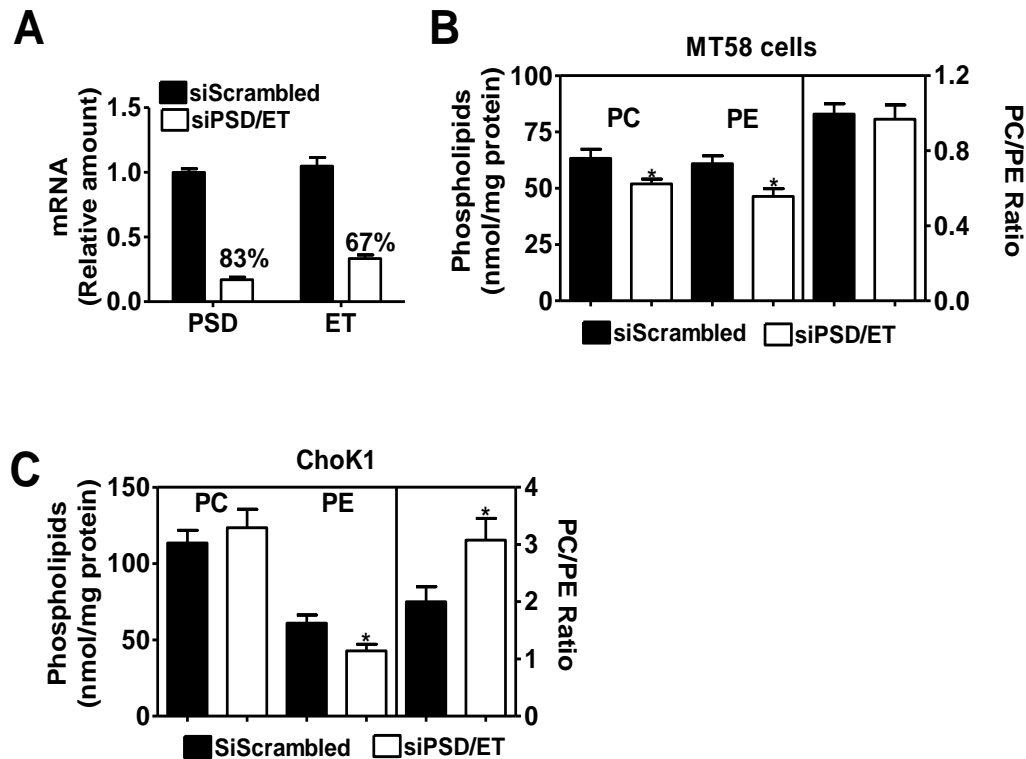 A
siScrambled
siPSD/ET
mRNA
(Relative amount)
1.5
1.0
0.5
0.0
83%
67%
PSD
ET
B
MT58 cells
Phospholipids
(nmol/mg protein)
100
75
50
25
0
PC
PE
*
*
1.2
0.8
0.4
0.0
PC/PE Ratio
siScrambled
siPSD/ET
C
ChoK1
Phospholipids
(nmol/mg protein)
150
100
50
0
PC
PE
*
*
4
3
2
1
0
PC/PE Ratio
SiScrambled
siPSD/ET